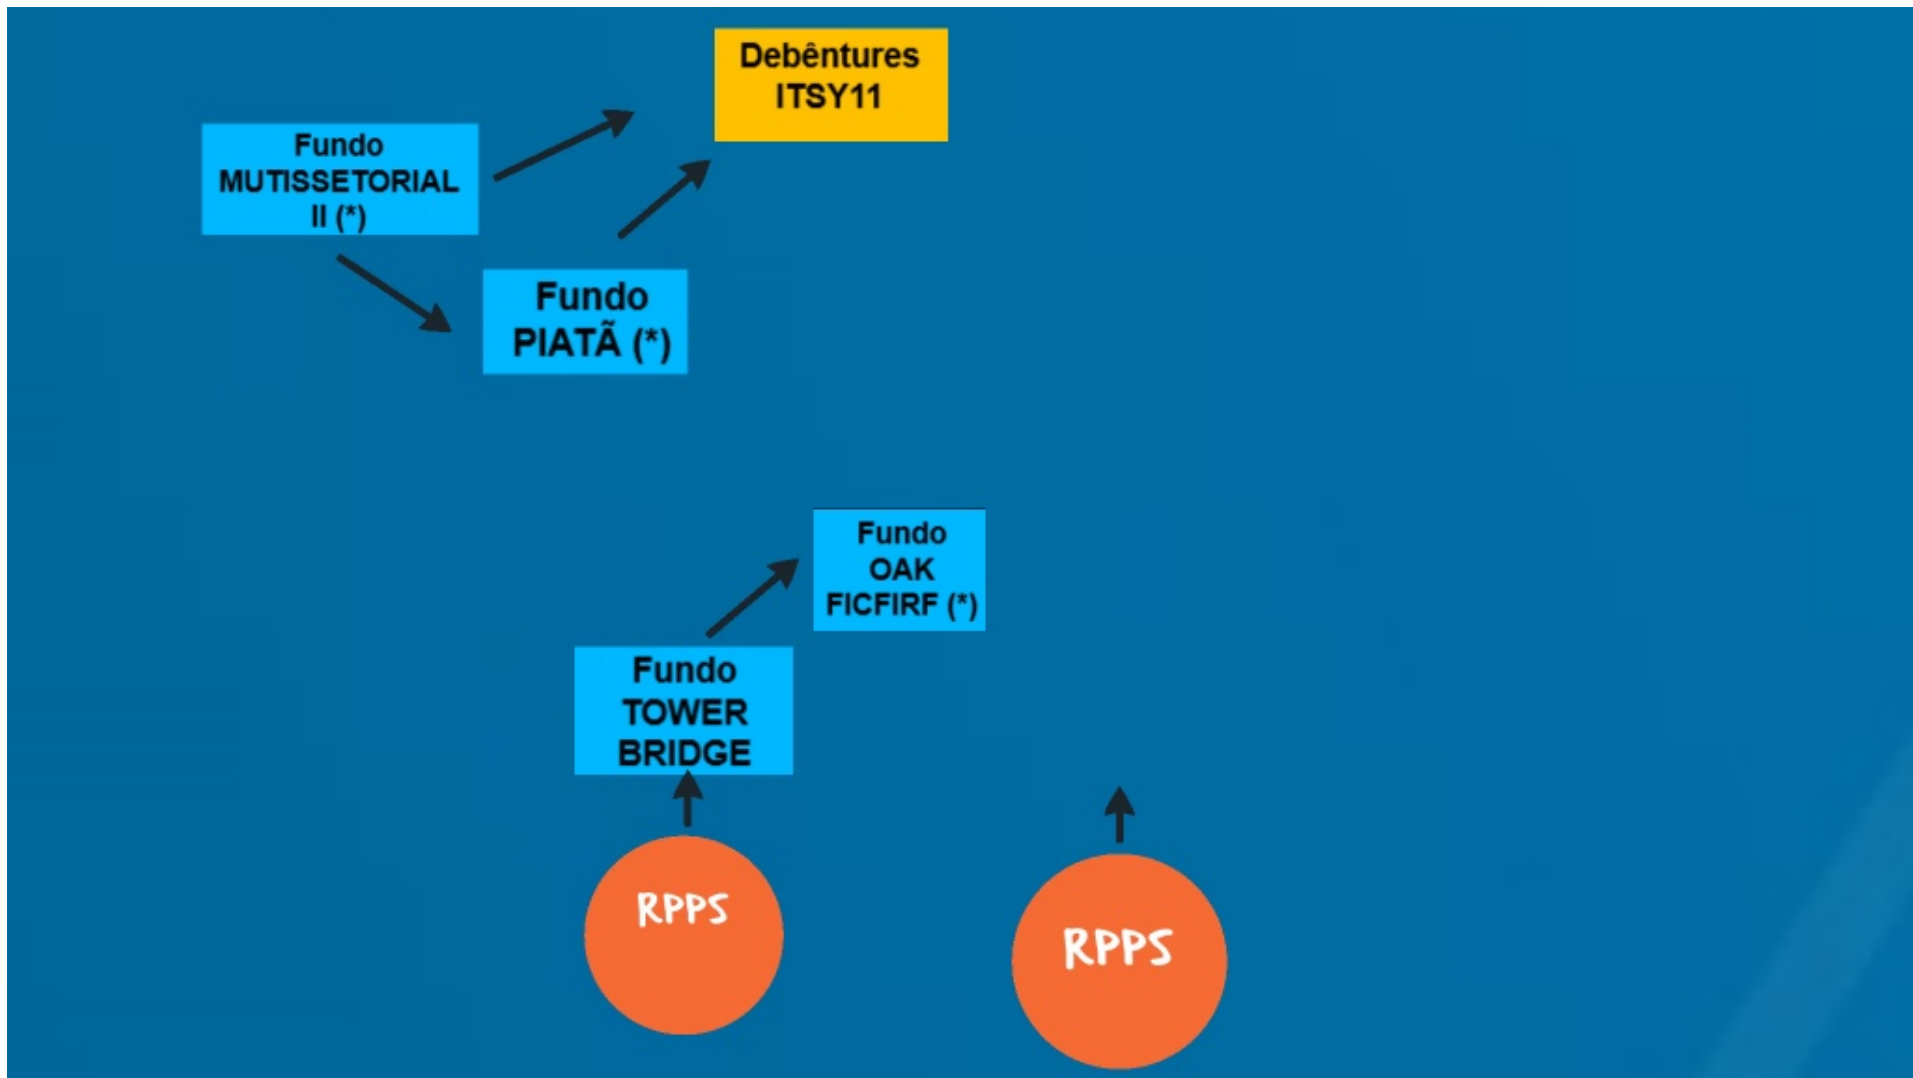 Debêntures
ITSY11
Fundo
MUTISSETORIAL
II (*)
Fundo
PIATÃ (*)
Fundo
OAK
FICFIRF (*)
Fundo
TOWER
BRIDGE
RPPS
RPPS